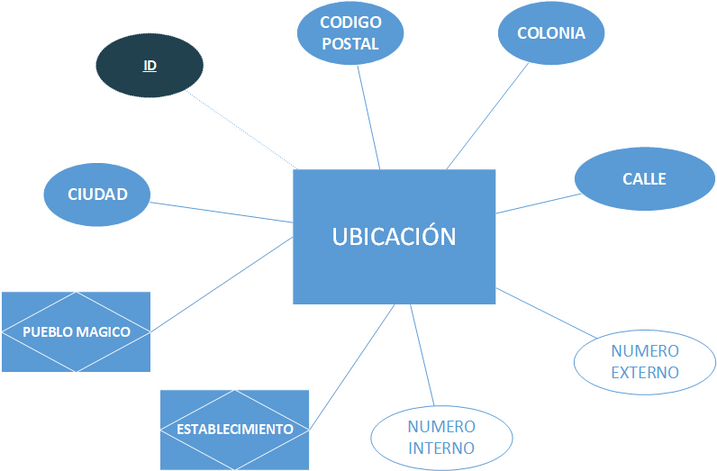 CODIGO
POSTAL
COLONIA
ID
CIUDAD
CALLE
UBICACIÓN
PUEBLO MAGICO
NUMERO
EXTERNO
ESTABLECIMIENTO
NUMERO
INTERNO